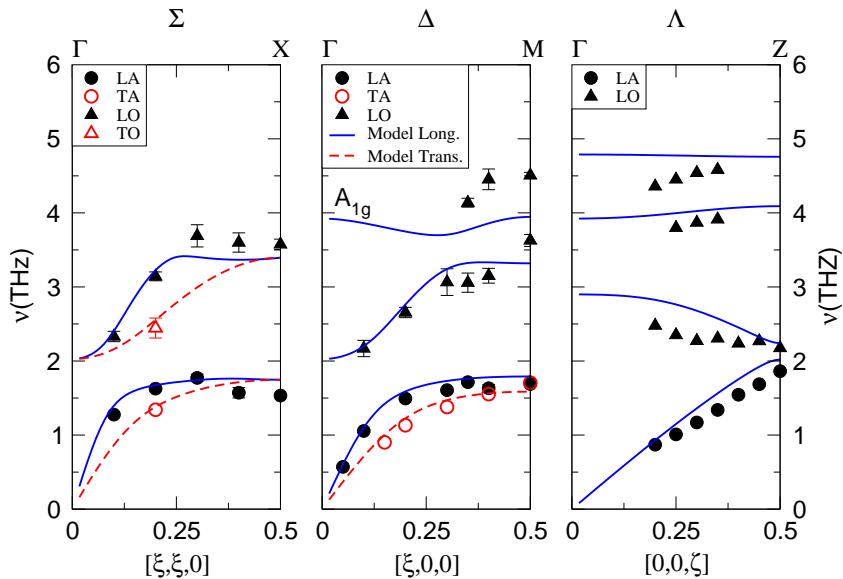 Σ Δ Λ
Γ X Γ M Γ Z
6 6
LA LA LA
TA TA LO
LO LO
TO Model Long.
Model Trans.
5 5
A1g
4 4
ν(THz) ν(THZ)
3 3
2 2
1 1
0 0
0 0.25 0.5 0 0.25 0.5 0 0.25 0.5
[ξ,ξ,0] [ξ,0,0] [0,0,ζ]